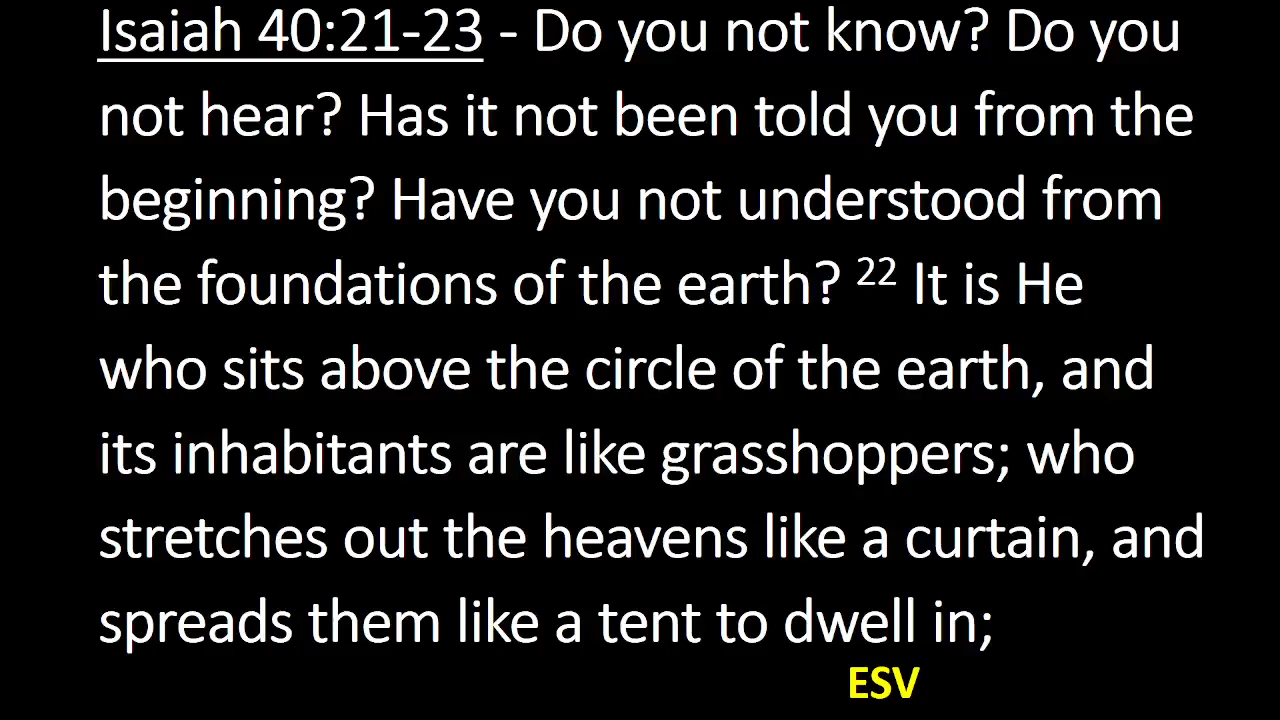 Isaiah 40:21-23 - Do you not know? Do you
not hear? Has it not been told you from the
beginning? Have you not understood from
the foundations of the earth? 22 It is He
who sits above the circle of the earth, and
its inhabitants are like grasshoppers; who
stretches out the heavens like a curtain, and
spreads them like a tent to dwell in;
ESV